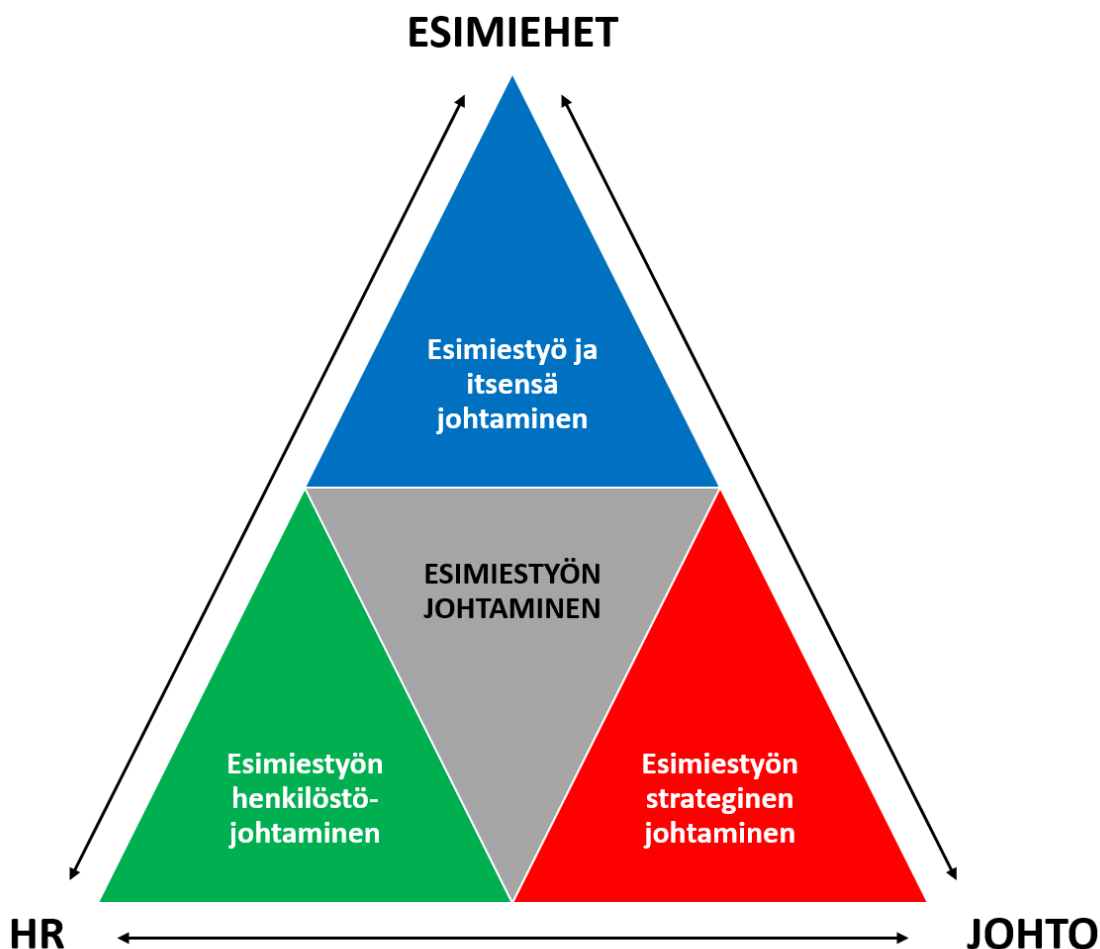 ESIMIEHET
Esimiestyö ja
itsensä
johtaminen
ESIMIESTYÖN
JOHTAMINEN
Esimiestyön
henkilöstö-
johtaminen
Esimiestyön
strateginen
johtaminen
HR
JOHTO